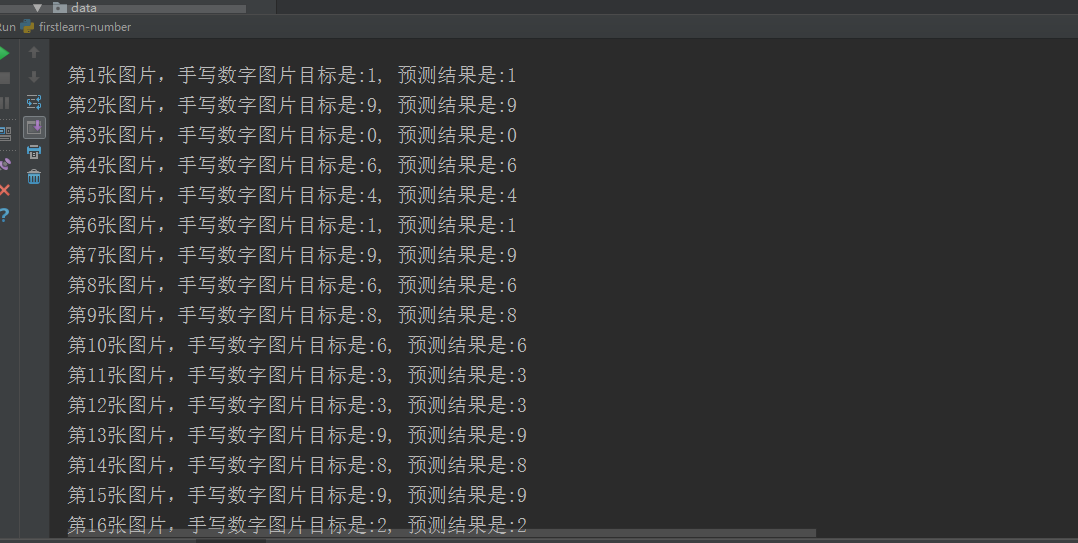 data
un firstlearn-number
第1张图片，手写数字图片目标是:1, 预测结果是:1
第2张图片，手写数字图片目标是:9, 预测结果是:9
第3张图片，手写数字图片目标是:0, 预测结果是:0
第4张图片，手写数字图片目标是:6, 预测结果是:6
第5张图片，手写数字图片目标是:4, 预测结果是:4
第6张图片，手写数字图片目标是:1, 预测结果是:1
第7张图片，手写数字图片目标是:9, 预测结果是:9
第8张图片，手写数字图片目标是:6, 预测结果是:6
第9张图片，手写数字图片目标是:8, 预测结果是:8
第10张图片，手写数字图片目标是:6, 预测结果是:6
第11张图片，手写数字图片目标是:3, 预测结果是:3
第12张图片，手写数字图片目标是:3, 预测结果是:3
第13张图片，手写数字图片目标是:9, 预测结果是:9
第14张图片，手写数字图片目标是:8, 预测结果是:8
第15张图片，手写数字图片目标是:9, 预测结果是:9
第16张图片，手写数字图片目标是:2, 预测结果是:2